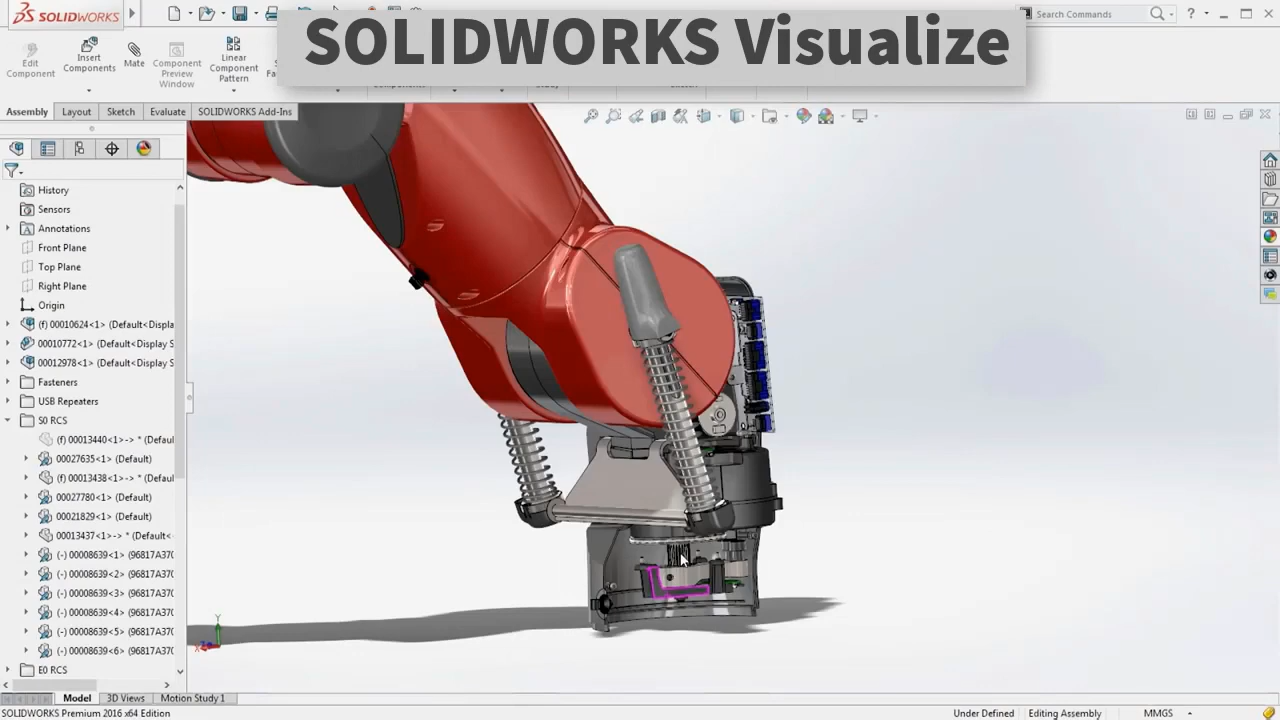 SOLIDWORKS
SOLIDWORKS Visualize
Search Commands
Edit
Component
Insert
Components
Mate
Component
Preview
Window
Linear
Component
Pattern
Assembly
Layout
Sketch
Evaluate
SOLIDWORKS Add-Ins
History
Sensors
Annotations
Front Plane
Top Plane
Right Plane
Origin
(f) 00010624<1> (Default<Displa
00010772<1> (Default<Display S
00012978<1> (Default<Display S
Fasteners
USB Repeaters
S0 RCS
(f) 00013440<1>-> * (Defaul
00027635<1> (Default)
(f) 00013438<1>-> * (Defaul
00027780<1> (Default)
00021829<1> (Default)
00013437<1>-> * (Default)
(-) 00008639<1> (96817A37(
(-) 00008639<2> (96817A37(
(-) 00008639<3> (96817A37(
(-) 00008639<4> (96817A37(
(-) 00008639<5> (96817A37(
(-) 00008639<6> (96817A37(
E0 RCS
Y
X
Model
3D Views
Motion Study 1
SOLIDWORKS Premium 2016 x64 Edition
Under Defined
Editing Assembly
MMGS